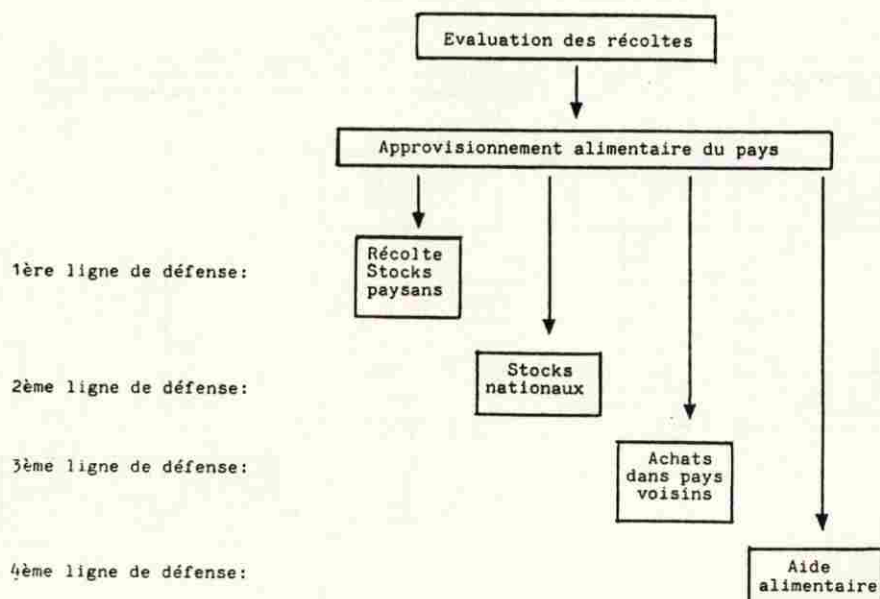 Evaluation des récoltes
Approvisionnement alimentaire du pays
1ère ligne de défense:
Récolte
Stocks
paysans
2ème ligne de défense:
Stocks
nationaux
3ème ligne de défense:
Achats
dans pays
voisins
4ème ligne de défense:
Aide
alimentaire